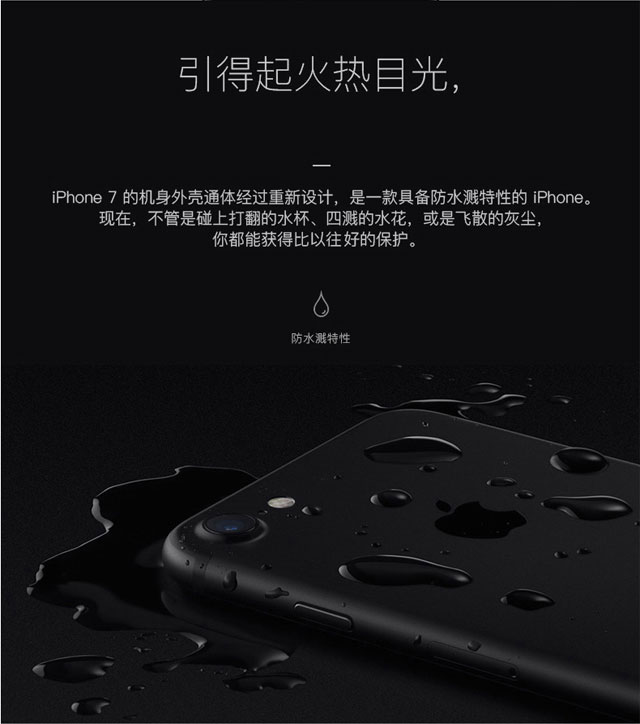 引得起火热目光，
iPhone 7 的机身外壳通体经过重新设计，是一款具备防水溅特性的 iPhone。
现在，不管是碰上打翻的水杯、四溅的水花，或是飞散的灰尘，
你都能获得比以往好的保护。
防水溅特性